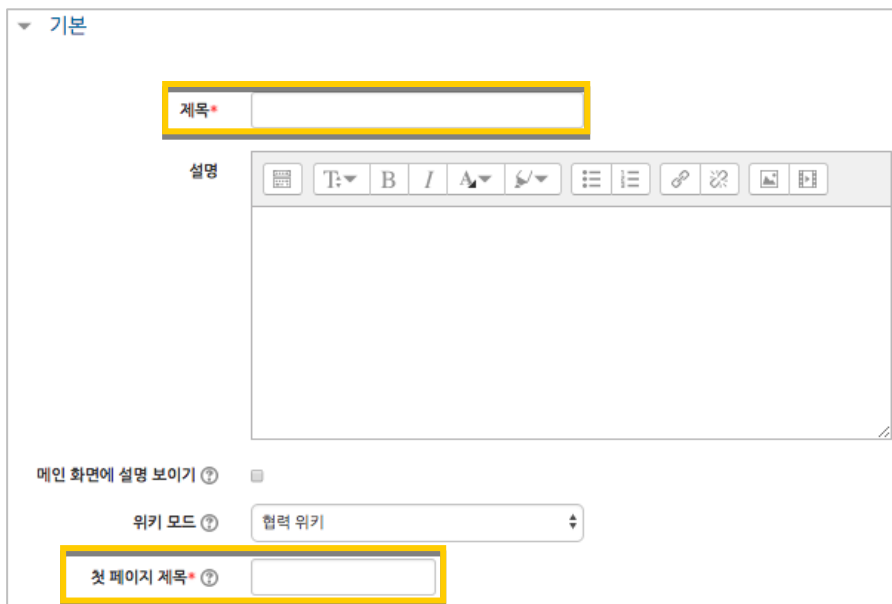 기본
제목*
설명
메인 화면에 설명 보이기
위키 모드 협력 위키
첫 페이지 제목*